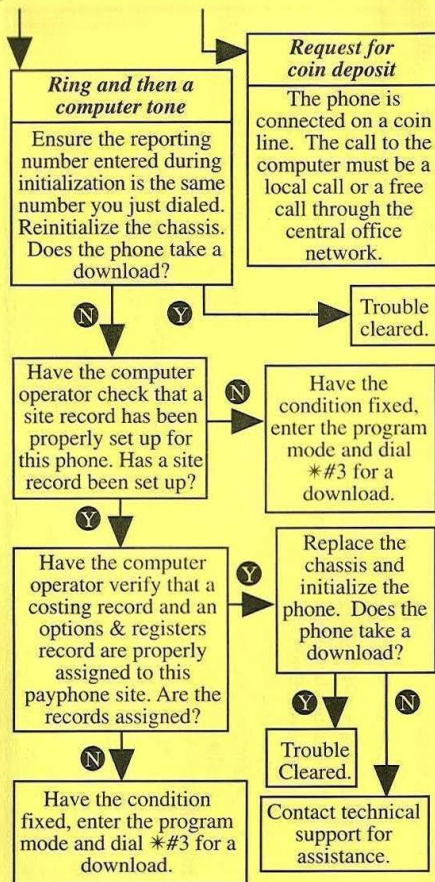 Ring and then a
computer tone
Ensure the reporting
number entered during
initialization is the same
number you just dialed.
Reinitialize the chassis.
Does the phone take a
download?
Request for
coin deposit
The phone is
connected on a coin
line. The call to the
computer must be a
local call or a free
call through the
central office
network.
N
Y
Trouble
cleared.
Have the computer
operator check that a
site record has been
properly set up for
this phone. Has a site
record been set up?
N
Have the
condition fixed,
enter the program
mode and dial
✳#3 for a
download.
Y
Have the computer
operator verify that a
costing record and an
options & registers
record are properly
assigned to this
payphone site. Are the
records assigned?
Y
Replace the
chassis and
initialize the
phone. Does the
phone take a
download?
Y
N
Trouble
Cleared.
Contact technical
support for
assistance.
N
Have the condition
fixed, enter the program
mode and dial ✳#3 for a
download.